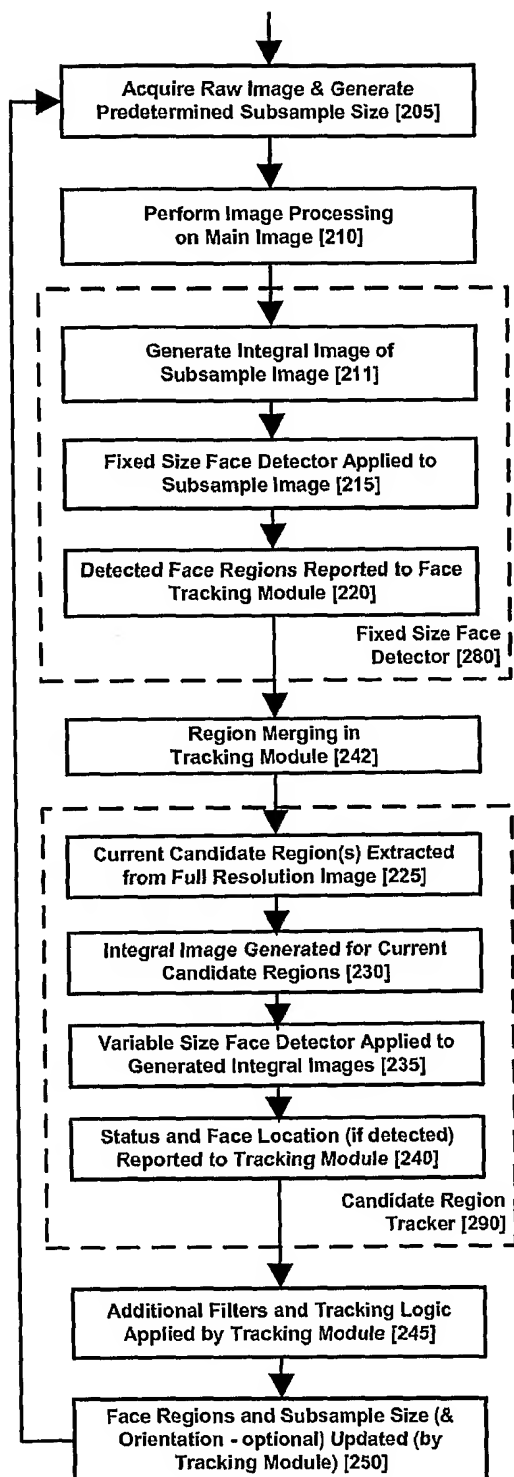 Acquire Raw Image & Generate
Predetermined Subsample Size [205]
Perform Image Processing
on Main Image [210]
Generate Integral Image of
Subsample Image [211]
Fixed Size Face Detector Applied to
Subsample Image [215]
Detected Face Regions Reported to Face
Tracking Module [220]
Fixed Size Face
Detector [280]
Region Merging in
Tracking Module [242]
Current Candidate Region(s) Extracted
from Full Resolution Image [225]
Integral Image Generated for Current
Candidate Regions [230]
Variable Size Face Detector Applied to
Generated Integral Images [235]
Status and Face Location (if detected)
Reported to Tracking Module [240]
Candidate Region
Tracker [290]
Additional Filters and Tracking Logic
Applied by Tracking Module [245]
Face Regions and Subsample Size (&
Orientation - optional) Updated (by
Tracking Module) [250]